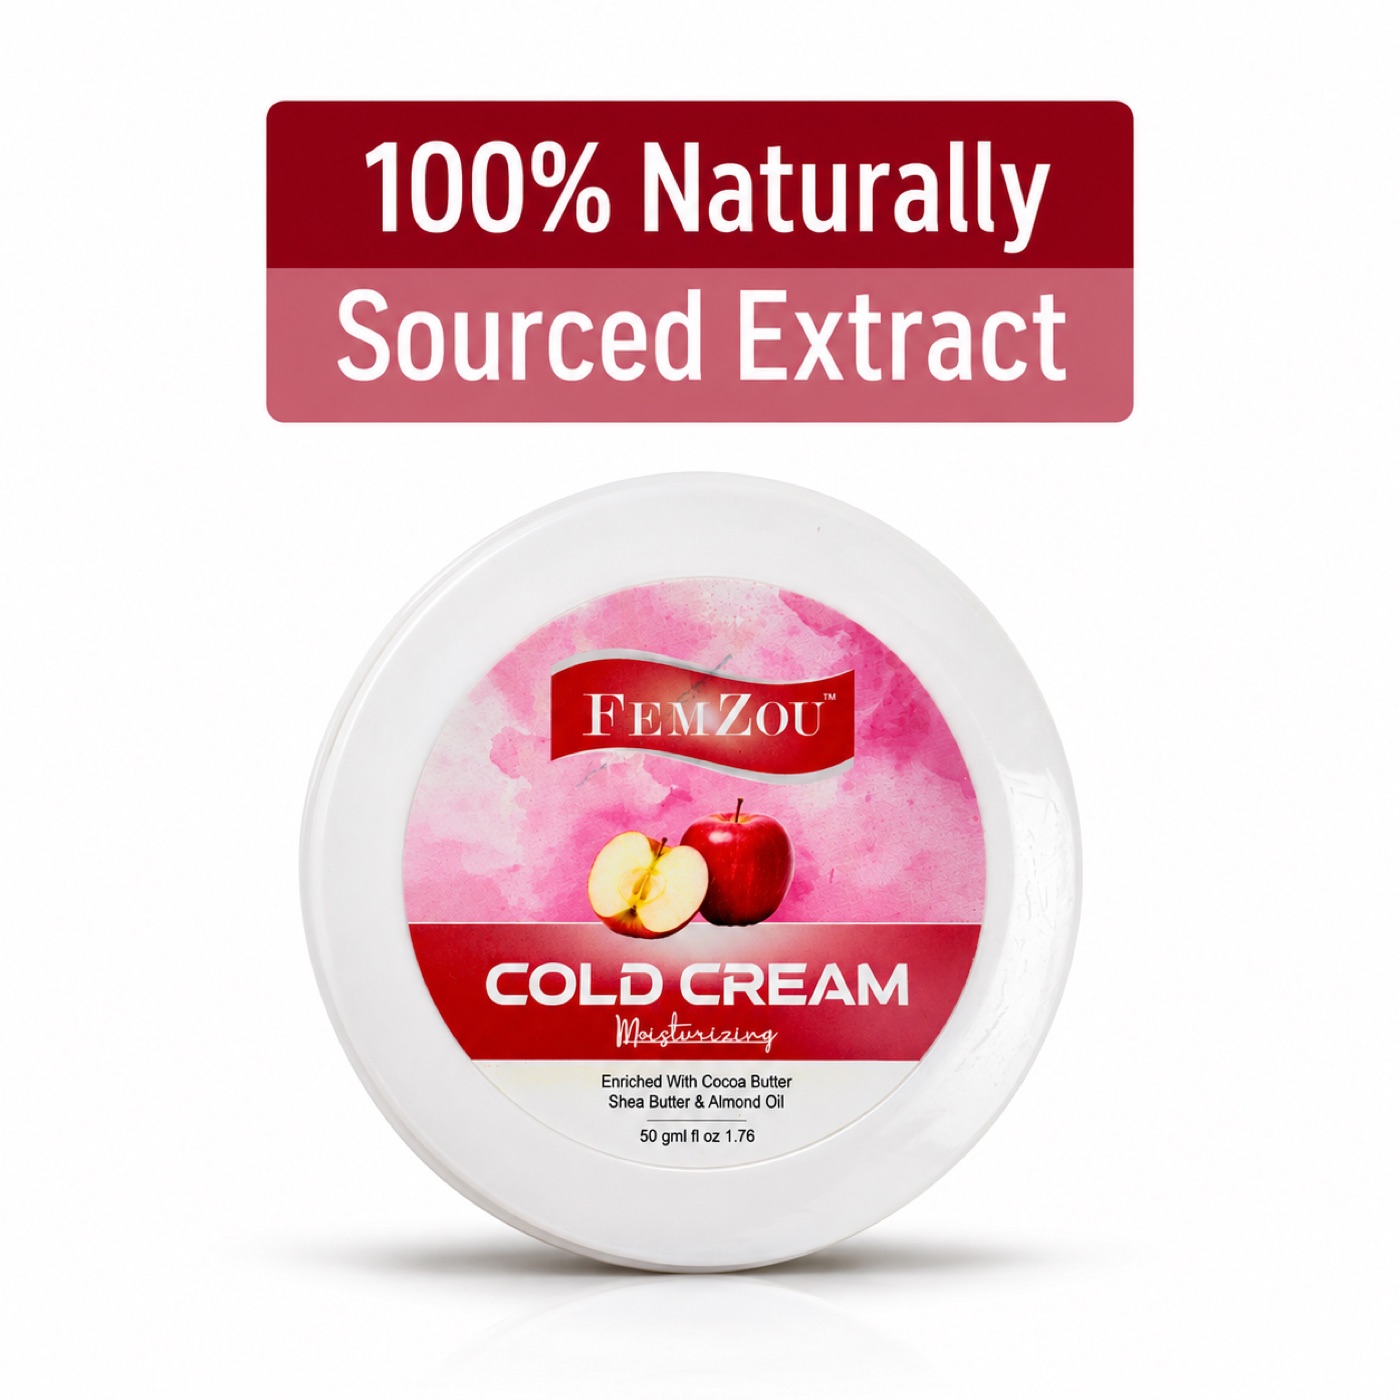 100% Naturally
Sourced Extract
FEMZOU™
COLD CREAM
Moisturizing
Enriched With Cocoa Butter
Shea Butter & Almond Oil
50 gml fl oz 1.76